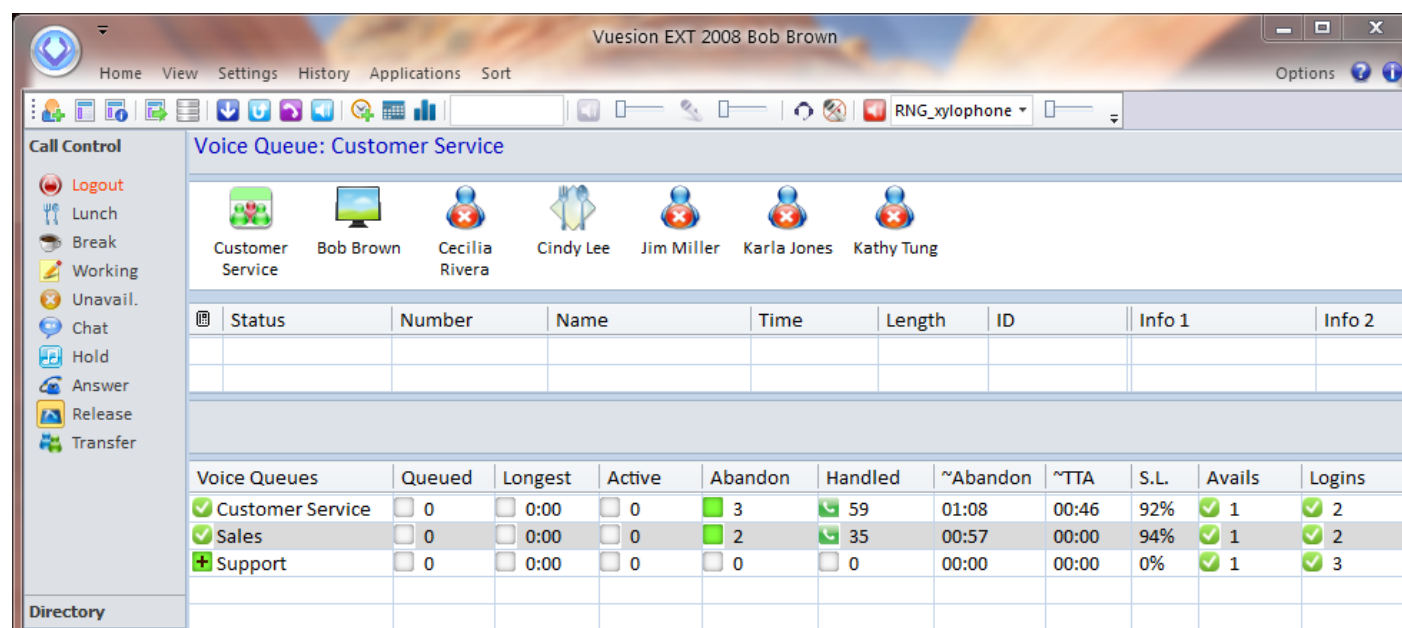 Vuesion EXT 2008 Bob Brown
Home View Settings History Applications Sort Options
RNG_xylophone
Call Control
Logout
Lunch
Break
Working
Unavail.
Chat
Hold
Answer
Release
Transfer
Directory
Voice Queue: Customer Service
Customer Service
Bob Brown
Cecilia Rivera
Cindy Lee
Jim Miller
Karla Jones
Kathy Tung
Status Number Name Time Length ID Info 1 Info 2
Voice Queues Queued Longest Active Abandon Handled ~Abandon ~TTA S.L. Avails Logins
Customer Service 0 0:00 0 3 59 01:08 00:46 92% 1 2
Sales 0 0:00 0 2 35 00:57 00:00 94% 1 2
Support 0 0:00 0 0 0 00:00 00:00 0% 1 3